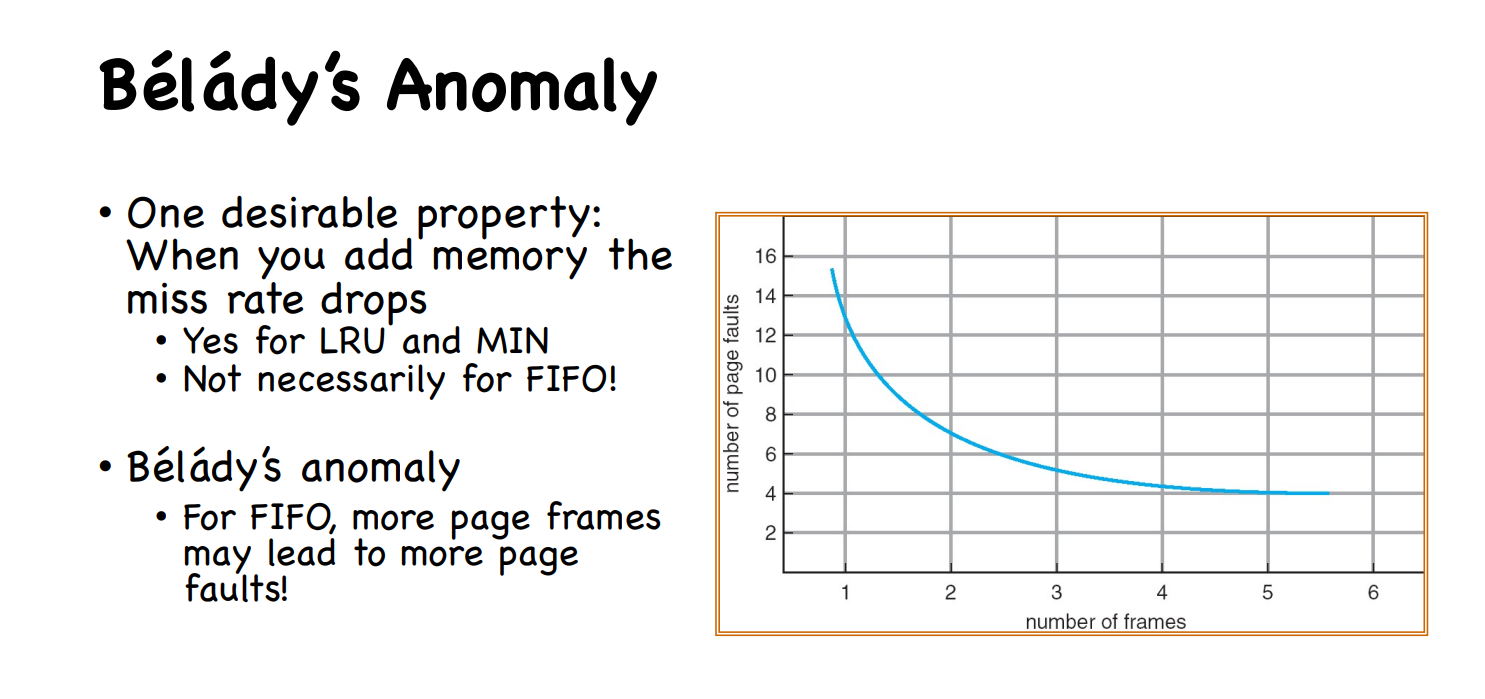 Bélády's Anomaly
• One desirable property:
When you add memory the
miss rate drops
• Yes for LRU and MIN
• Not necessarily for FIFO!
• Bélády's anomaly
• For FIFO, more page frames
may lead to more page
faults!
number of page faults
16
14
12
10
8
6
4
2
1 2 3 4 5 6
number of frames